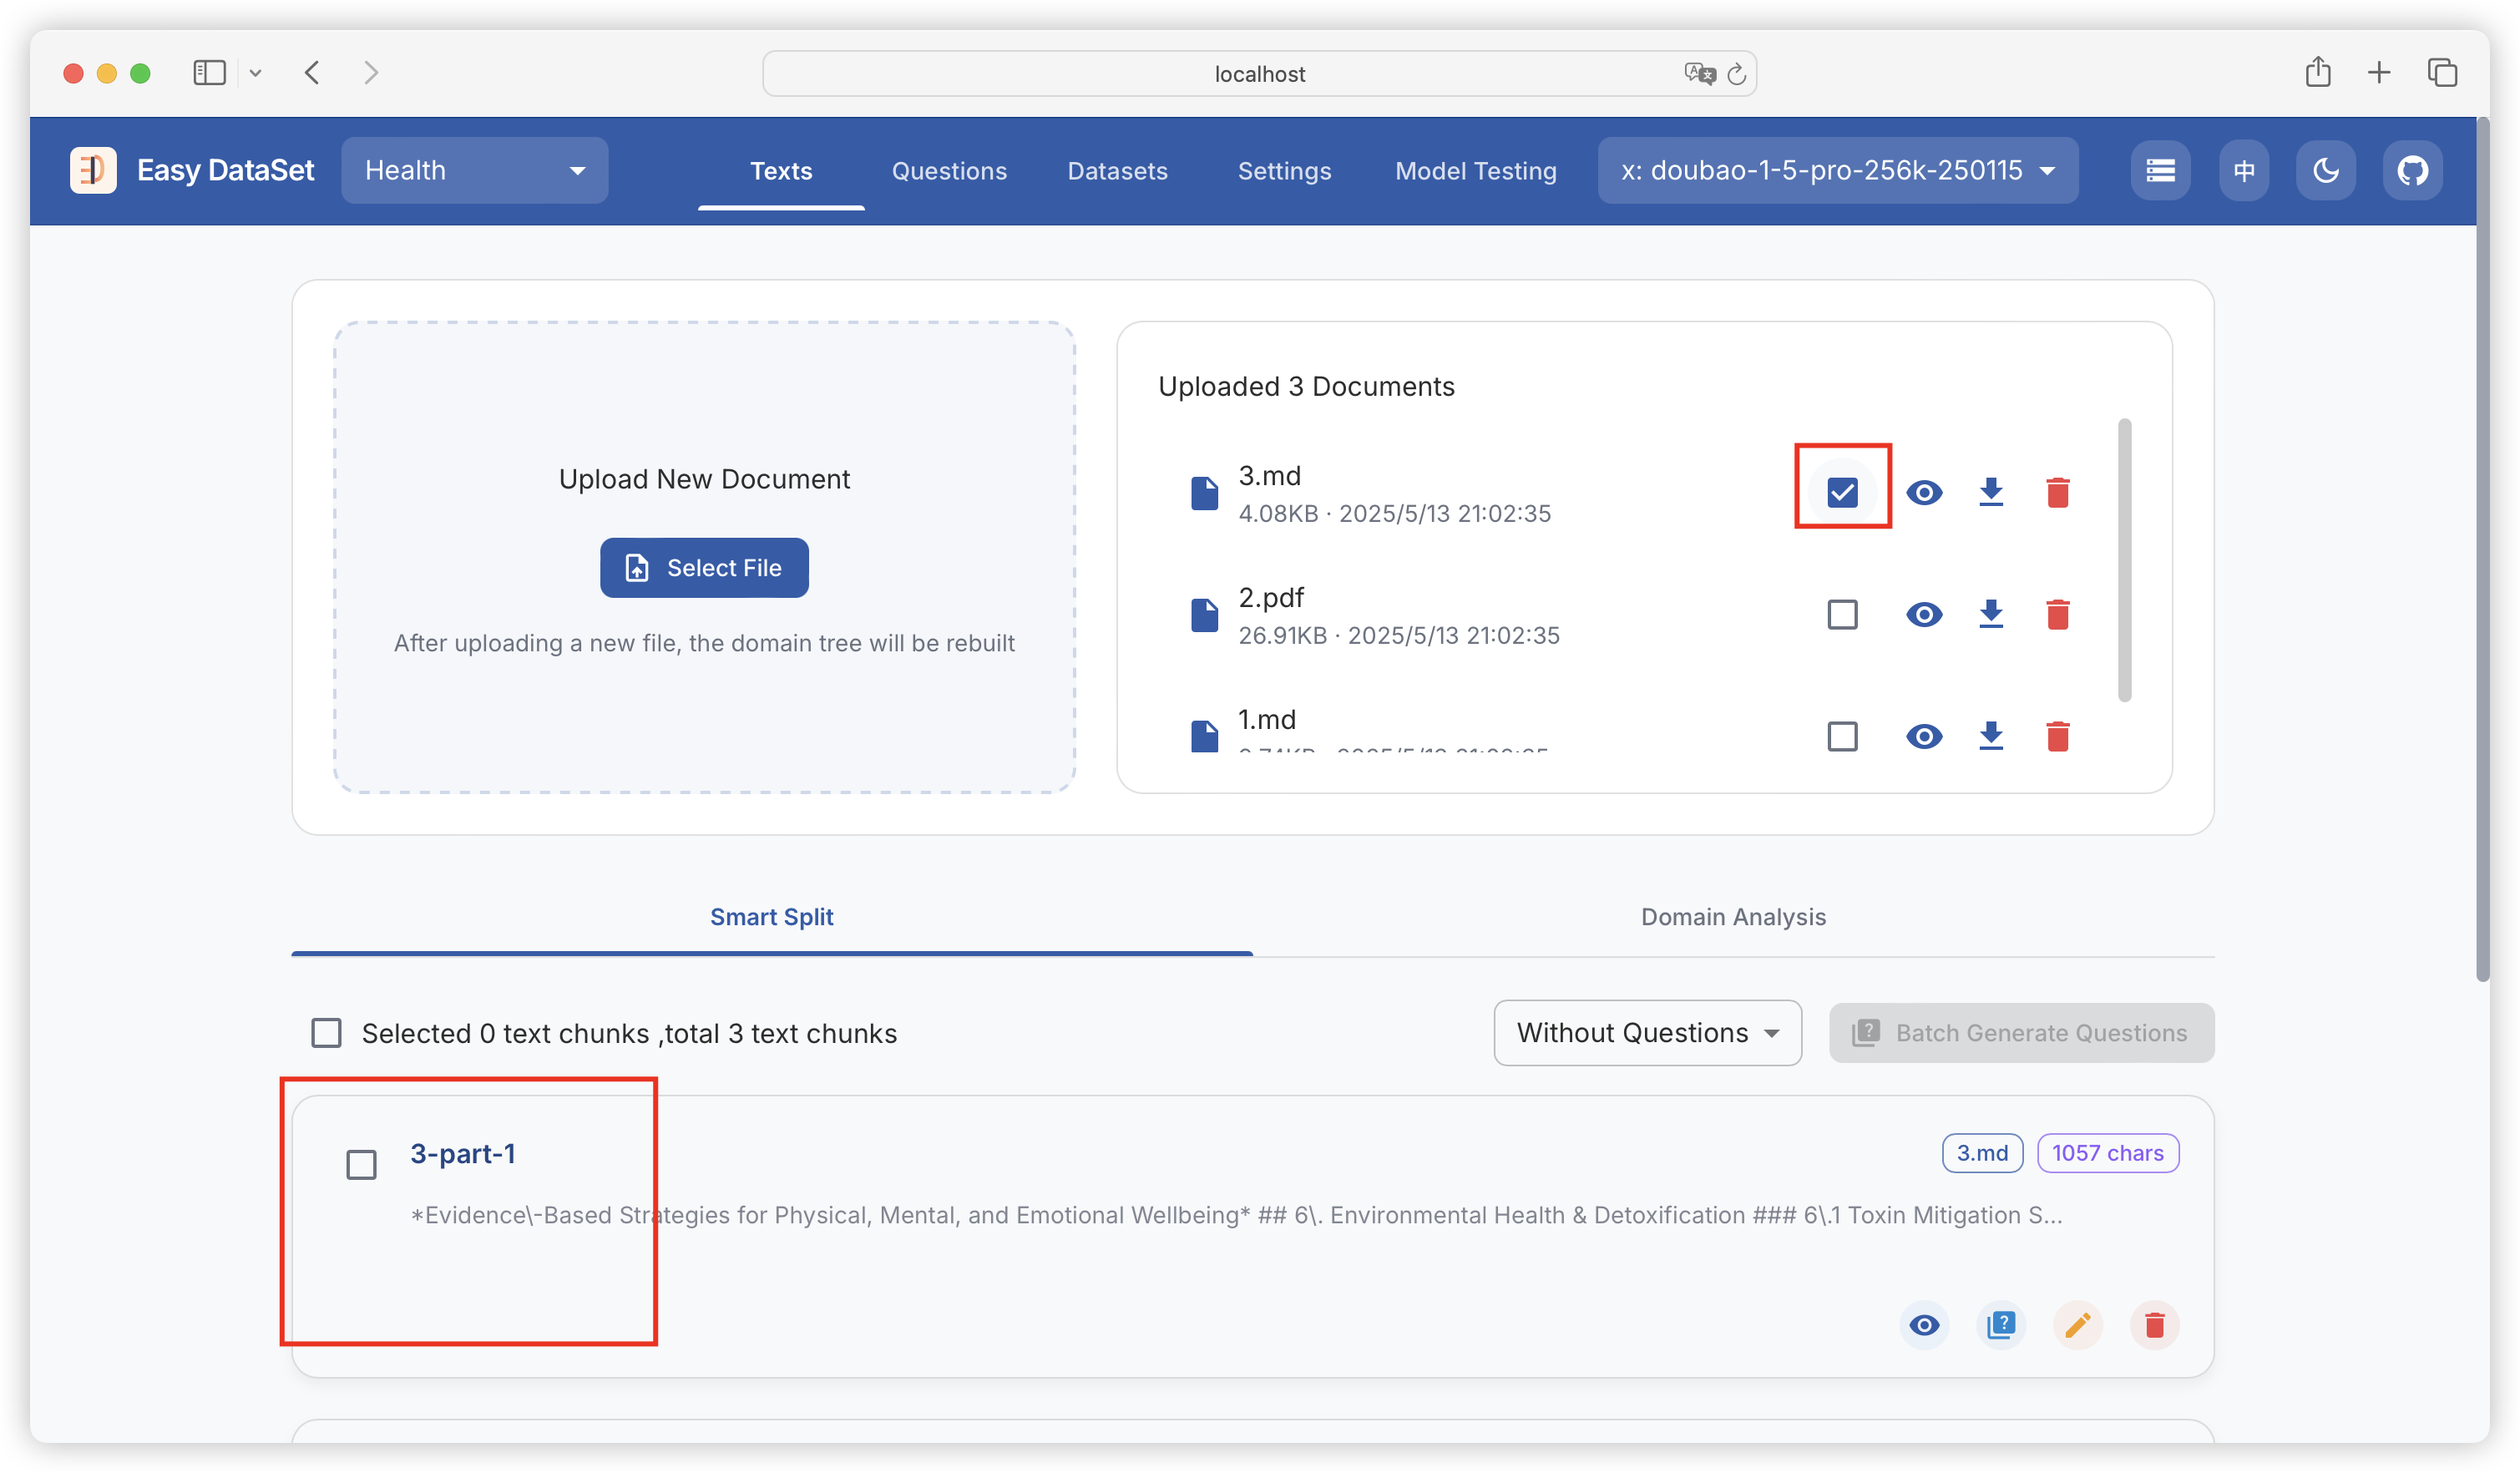 localhost
Easy DataSet
Health
Texts
Questions
Datasets
Settings
Model Testing
x: doubao-1-5-pro-256k-250115
中
Upload New Document
Select File
After uploading a new file, the domain tree will be rebuilt
Uploaded 3 Documents
3.md
4.08KB · 2025/5/13 21:02:35
2.pdf
26.91KB · 2025/5/13 21:02:35
1.md
Smart Split
Domain Analysis
Selected 0 text chunks ,total 3 text chunks
Without Questions
Batch Generate Questions
3-part-1
3.md
1057 chars
*Evidence\-Based Strategies for Physical, Mental, and Emotional Wellbeing* ## 6\. Environmental Health & Detoxification ### 6\.1 Toxin Mitigation S...